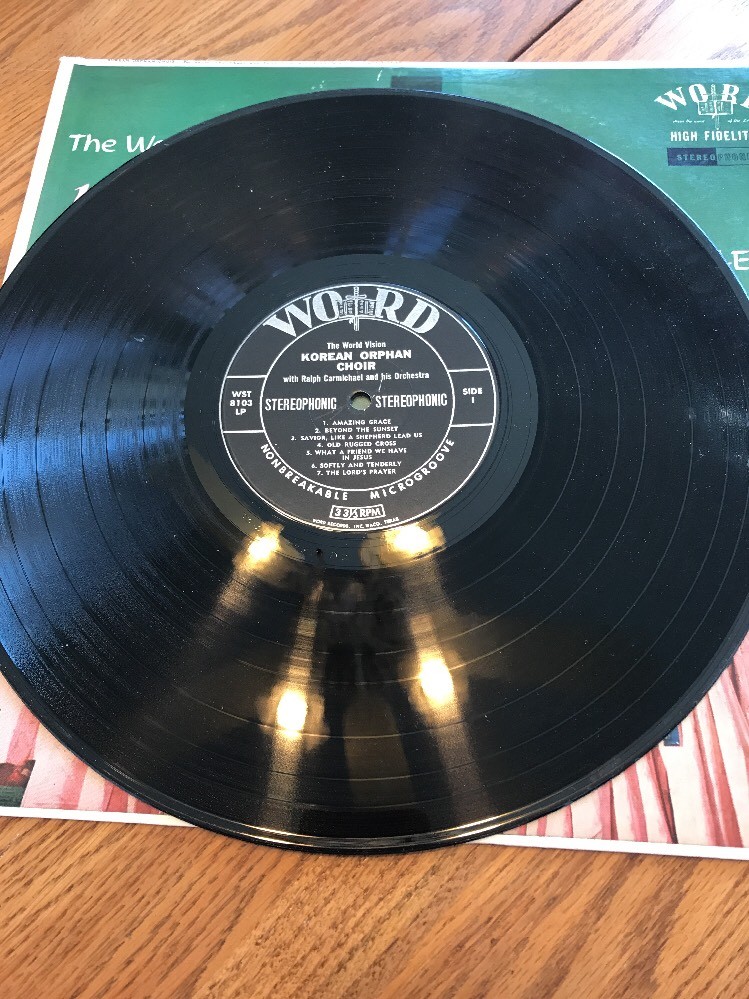 The
WORD
HIGH
STEREO
WORD
The World Vision
KOREAN ORPHAN
CHOIR
with Ralph Carmichael and his Orchestra
WST
8103
LP
STEREOPHONIC STEREOPHONIC
SIDE
1
1. AMAZING GRACE
2. BEYOND THE SUNSET
3. SAVIOR, LIKE A SHEPHERD LEAD US
4. OLD RUGGED CROSS
5. WHAT A FRIEND WE HAVE
IN JESUS
6. SOFTLY AND TENDERLY
7. THE LORD'S PRAYER
NONBREAKABLE MICROGROOVE
33⅓ RPM
WORD RECORDS, INC. WACO, TEXAS